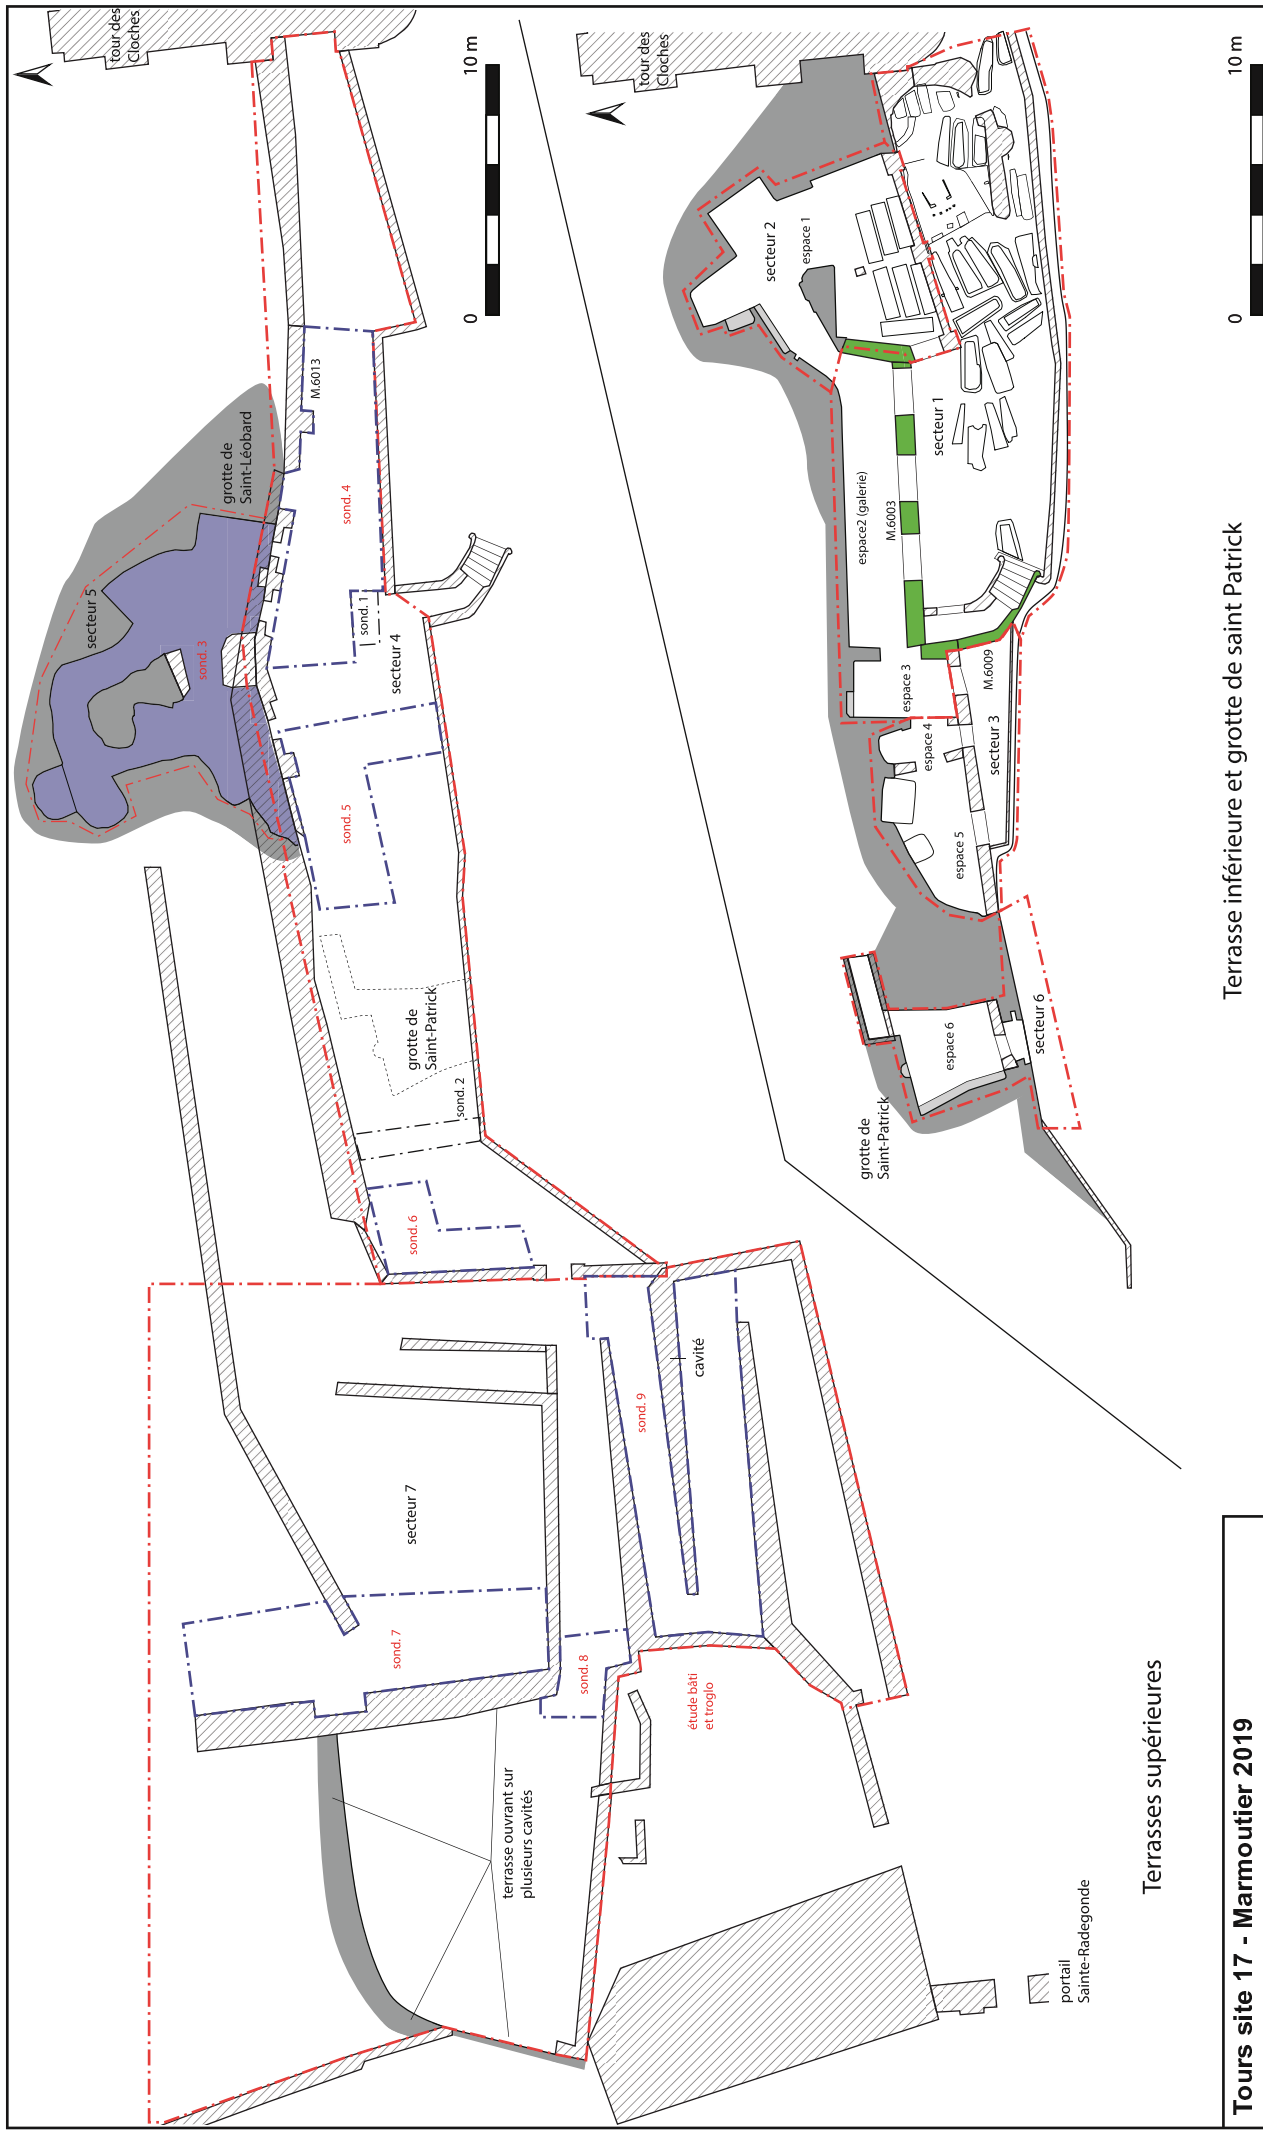 tour des
Cloches
grotte de
Saint-Léobard
M.6013
secteur 5
sond. 3
sond. 4
sond. 1
secteur 4
sond. 5
grotte de
Saint-Patrick
sond. 2
sond. 6
0
10 m
cavité
sond. 9
secteur 7
sond. 7
sond. 8
étude bâti
et troglo
terrasse ouvrant sur
plusieurs cavités
portail
Sainte-Radegonde
Terrasses supérieures
tour des
Cloches
secteur 2
espace 1
secteur 1
espace2 (galerie)
M.6003
espace 3
M.6009
espace 4
secteur 3
espace 5
espace 6
secteur 6
grotte de
Saint-Patrick
0
10 m
Terrasse inférieure et grotte de saint Patrick
Tours site 17 - Marmoutier 2019